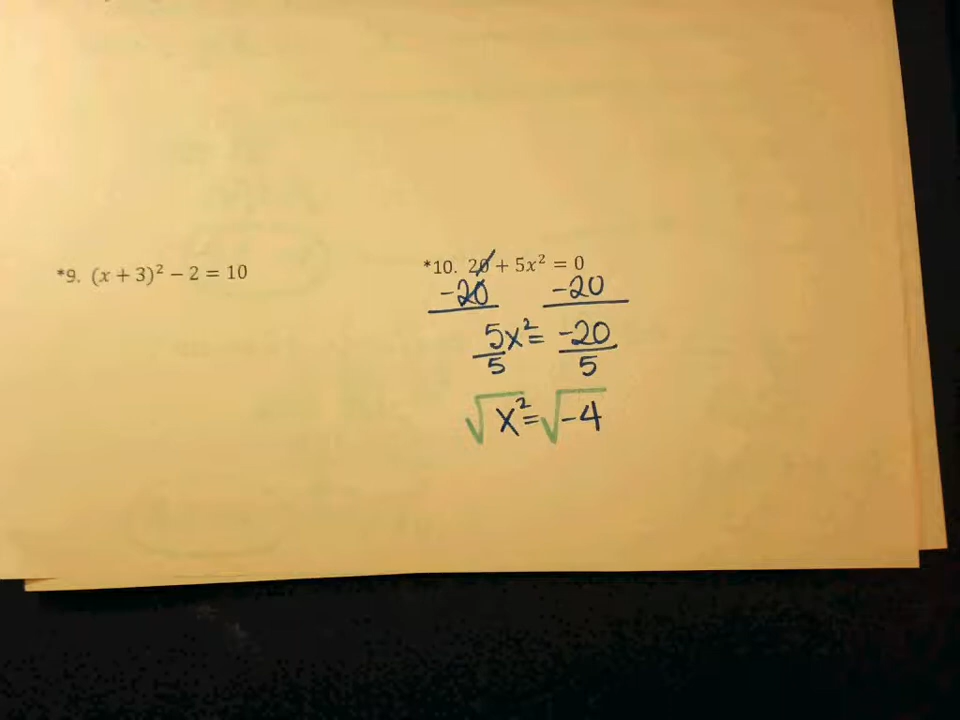 *9. (x + 3)² − 2 = 10
*10. 20 + 5x² = 0
-20 -20
5x² = -20
5 5
√x² = √-4